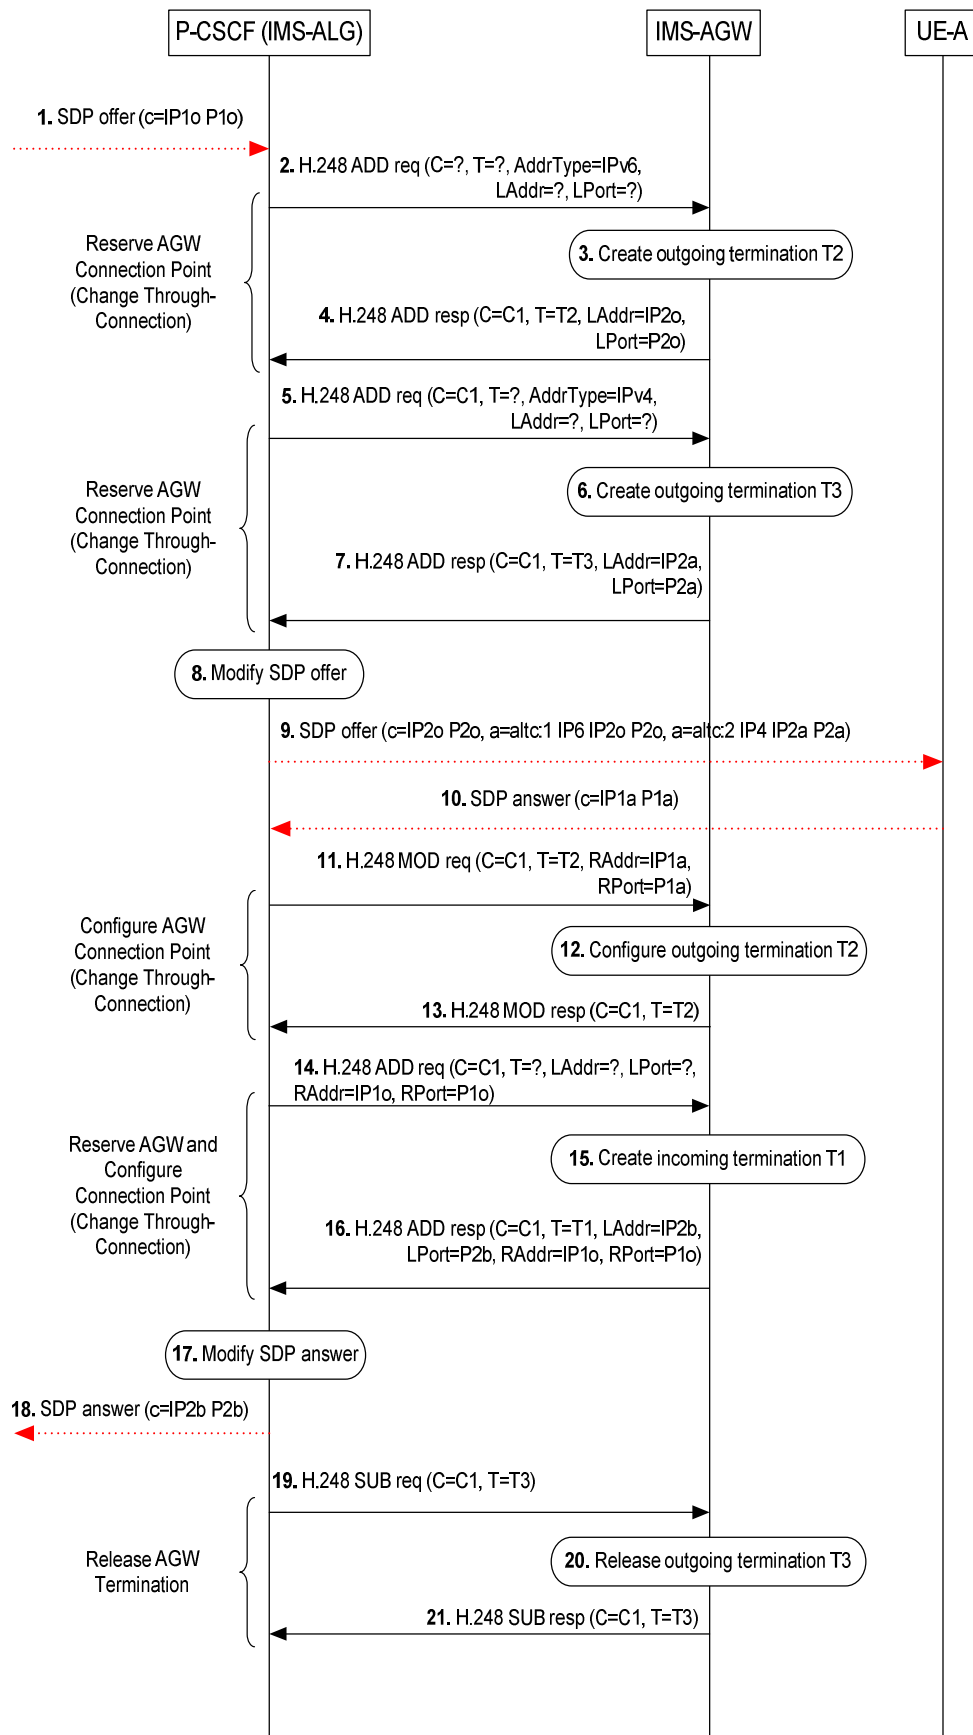 P-CSCF (IMS-ALG)
IMS-AGW
UE-A
1. SDP offer (c=IP1o P1o)
2. H.248 ADD req (C=?, T=?, AddrType=IPv6,
LAddr=?, LPort=?)
Reserve AGW
Connection Point
(Change Through-
Connection)
3. Create outgoing termination T2
4. H.248 ADD resp (C=C1, T=T2, LAddr=IP2o,
LPort=P2o)
5. H.248 ADD req (C=C1, T=?, AddrType=IPv4,
LAddr=?, LPort=?)
Reserve AGW
Connection Point
(Change Through-
Connection)
6. Create outgoing termination T3
7. H.248 ADD resp (C=C1, T=T3, LAddr=IP2a,
LPort=P2a)
8. Modify SDP offer
9. SDP offer (c=IP2o P2o, a=altc:1 IP6 IP2o P2o, a=altc:2 IP4 IP2a P2a)
10. SDP answer (c=IP1a P1a)
11. H.248 MOD req (C=C1, T=T2, RAddr=IP1a,
RPort=P1a)
Configure AGW
Connection Point
(Change Through-
Connection)
12. Configure outgoing termination T2
13. H.248 MOD resp (C=C1, T=T2)
14. H.248 ADD req (C=C1, T=?, LAddr=?, LPort=?,
RAddr=IP1o, RPort=P1o)
Reserve AGW and
Configure
Connection Point
(Change Through-
Connection)
15. Create incoming termination T1
16. H.248 ADD resp (C=C1, T=T1, LAddr=IP2b,
LPort=P2b, RAddr=IP1o, RPort=P1o)
17. Modify SDP answer
18. SDP answer (c=IP2b P2b)
19. H.248 SUB req (C=C1, T=T3)
Release AGW
Termination
20. Release outgoing termination T3
21. H.248 SUB resp (C=C1, T=T3)